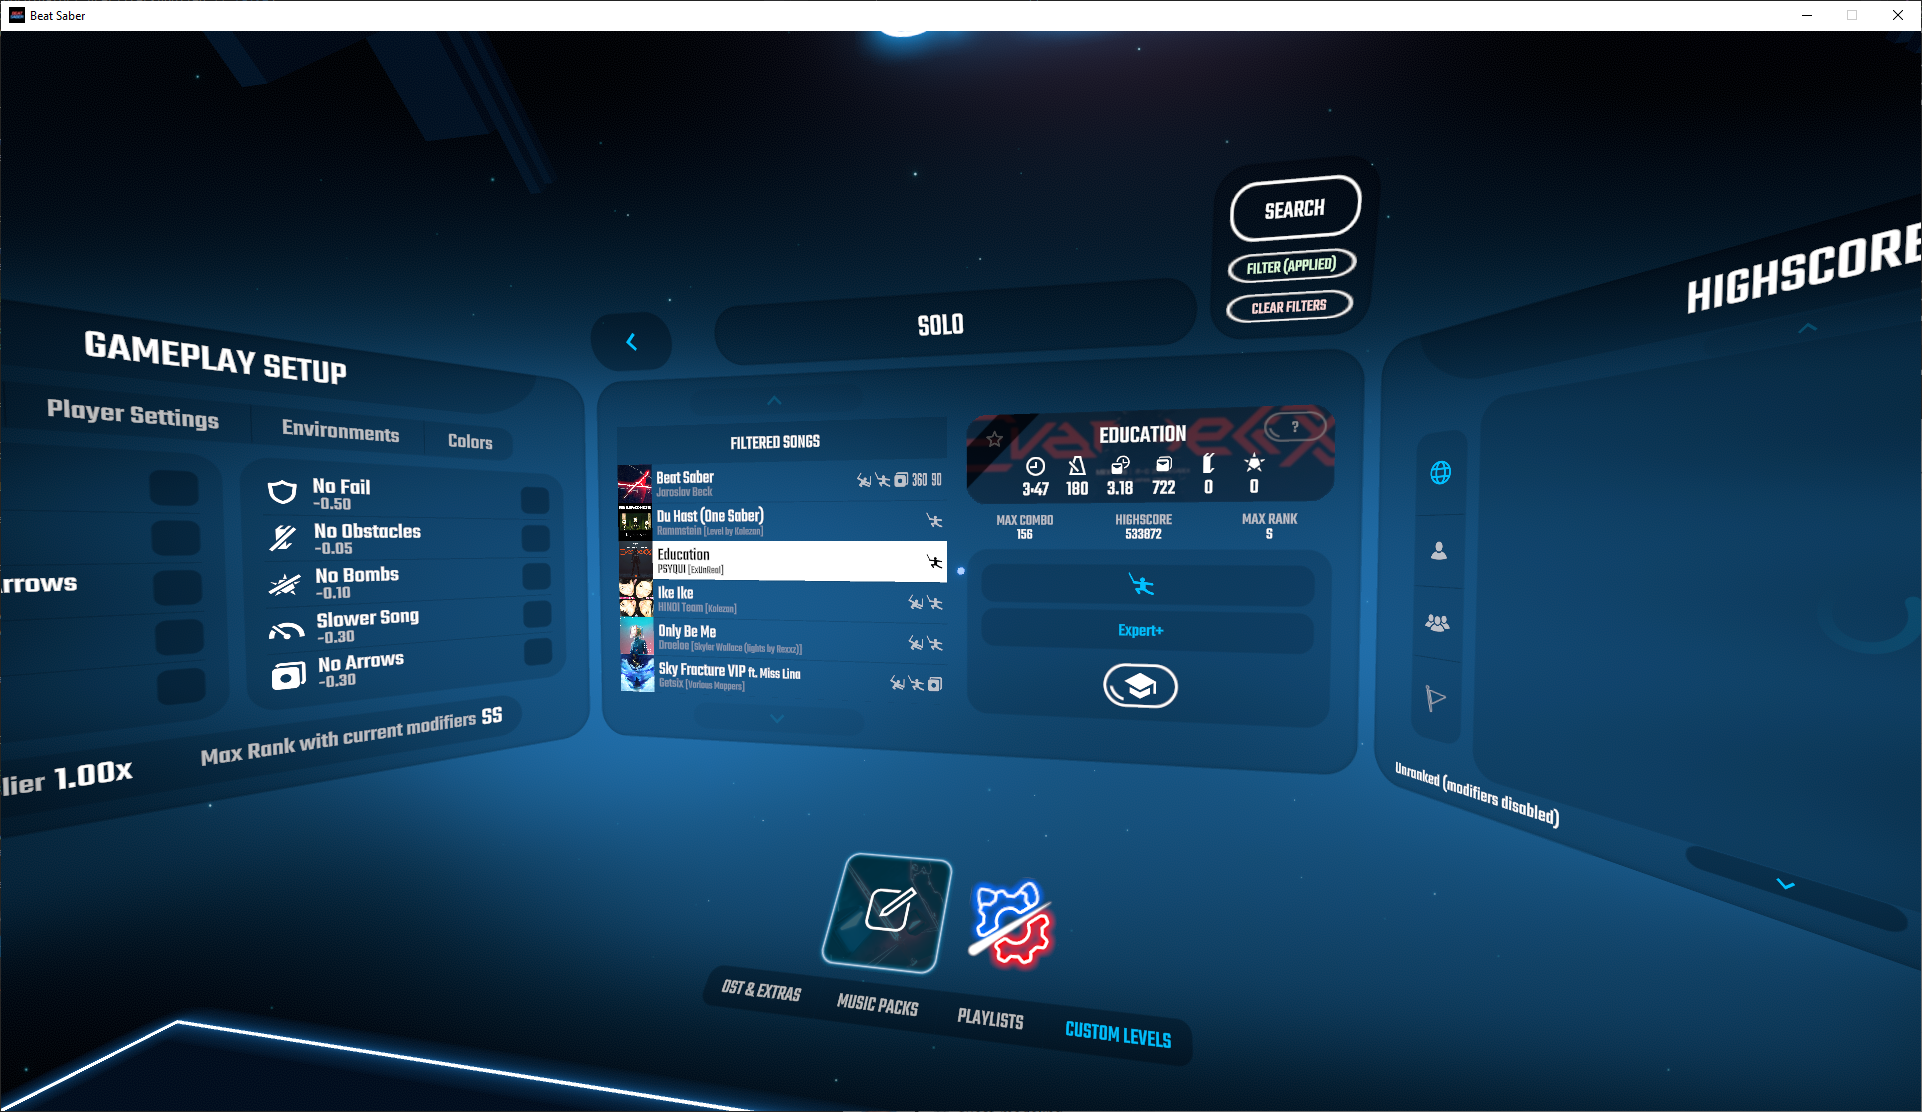 Beat Saber
SEARCH
FILTER (APPLIED)
CLEAR FILTERS
SOLO
GAMEPLAY SETUP
Player Settings
Environments
Colors
No Fail
-0.50
No Obstacles
-0.05
No Bombs
-0.10
Slower Song
-0.30
No Arrows
-0.30
rrows
Max Rank with current modifiers SS
lier 1.00x
FILTERED SONGS
Beat Saber
Jaroslav Beck
360 90
Du Hast (One Saber)
Rammstein [Level by Kolezan]
Education
PSYQUI [ExUnReal]
Ike Ike
HINOI Team [Kolezan]
Only Be Me
Droeloe [Skyler Wallace (lights by Rexxz)]
Sky Fracture VIP ft. Miss Lina
Getsix [Various Mappers]
EDUCATION
?
3:47
180
3.18
722
0
0
MAX COMBO
156
HIGHSCORE
533872
MAX RANK
S
Expert+
HIGHSCORE
Unranked (modifiers disabled)
OST & EXTRAS
MUSIC PACKS
PLAYLISTS
CUSTOM LEVELS